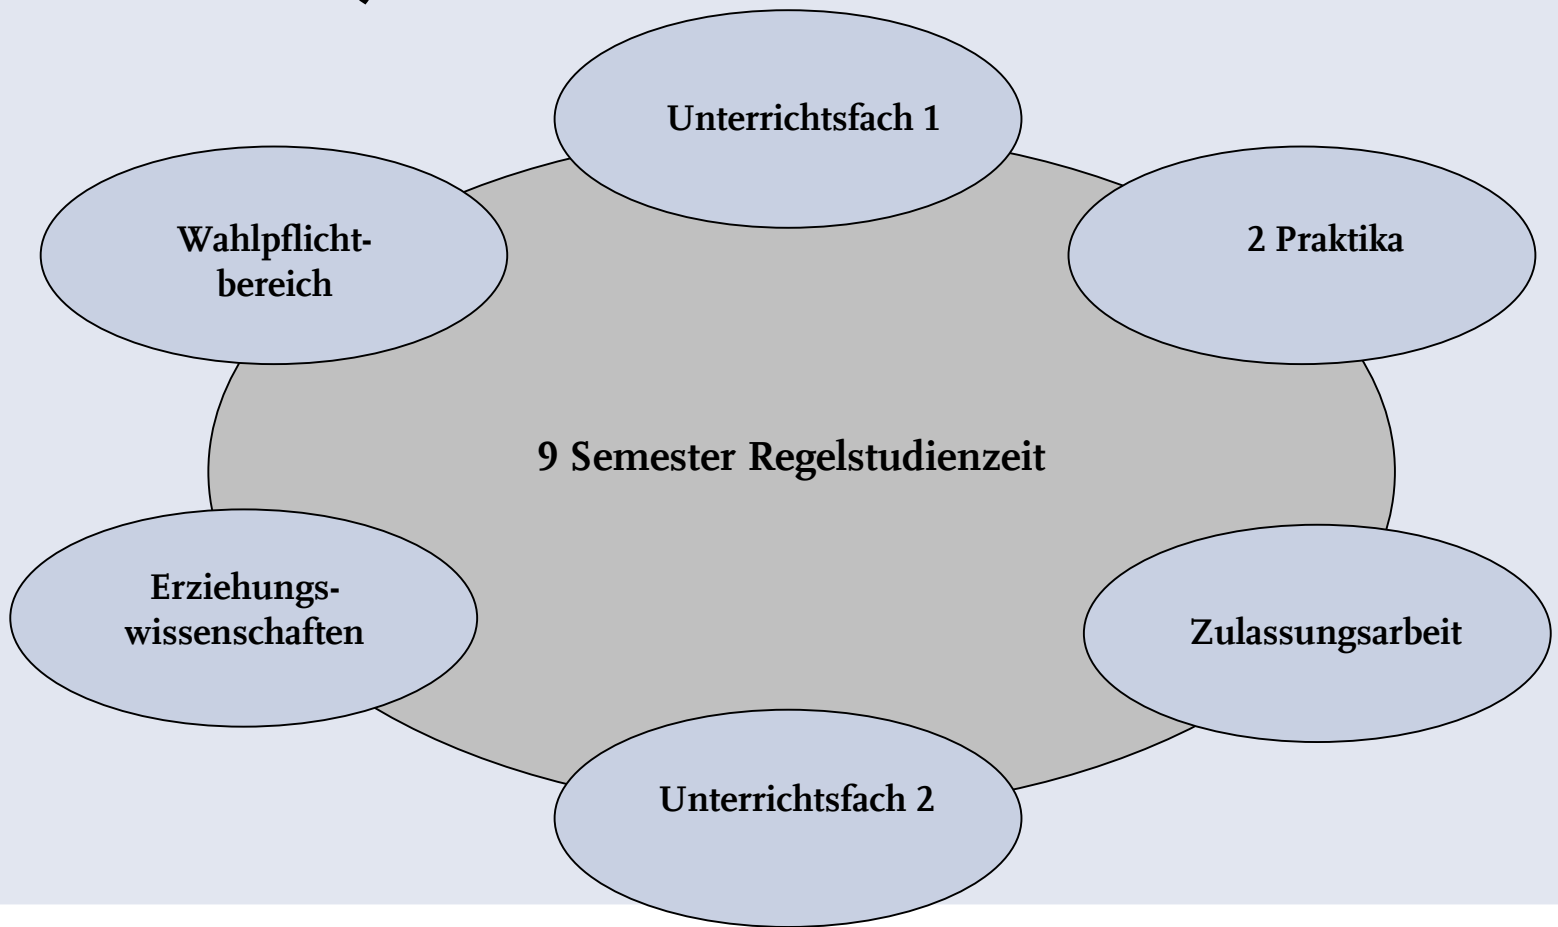 Unterrichtsfach 1
Wahlpflicht-
bereich
2 Praktika
9 Semester Regelstudienzeit
Erziehungs-
wissenschaften
Zulassungsarbeit
Unterrichtsfach 2